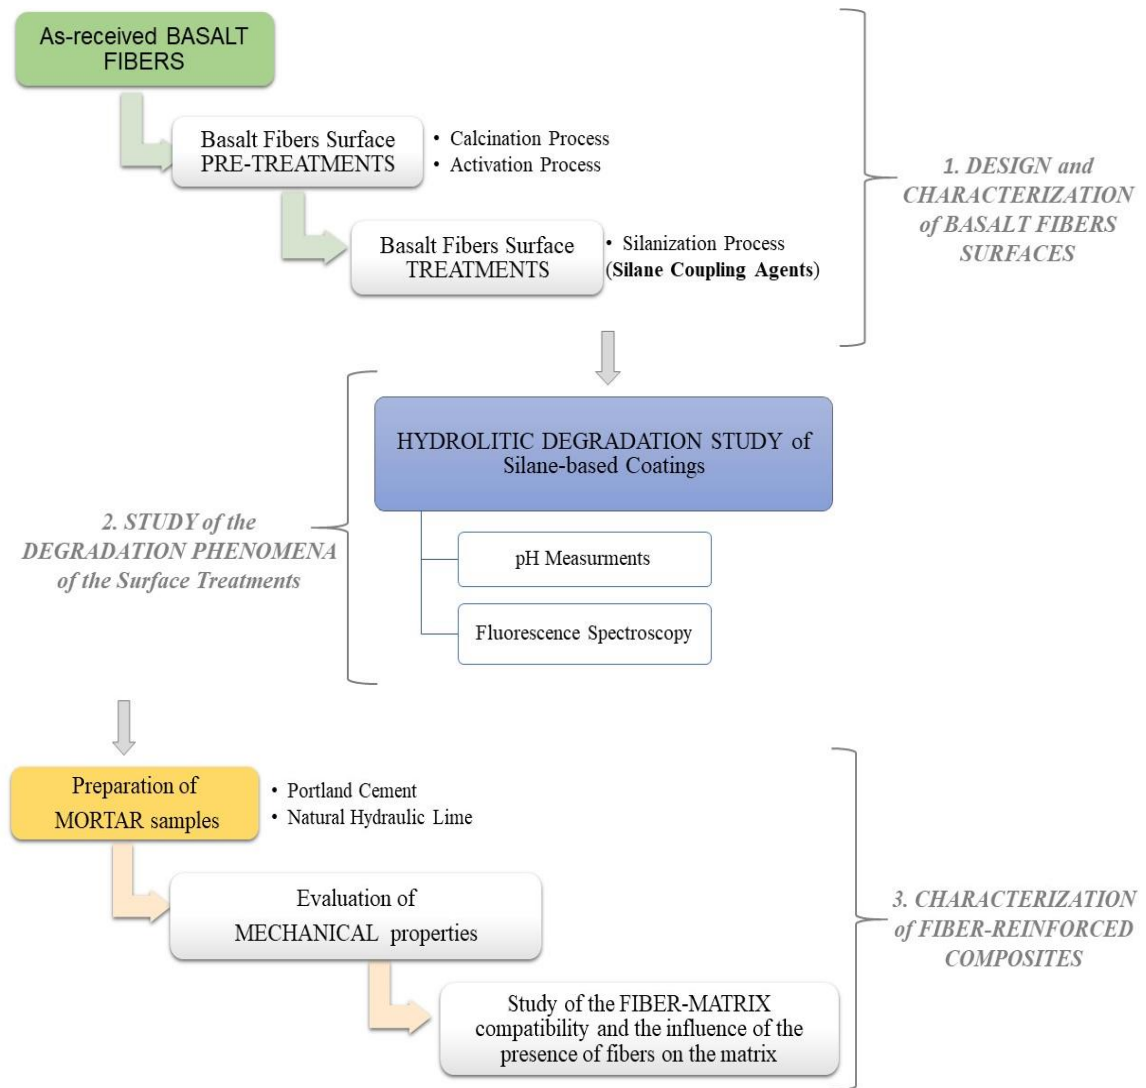 As-received BASALT
FIBERS
Basalt Fibers Surface
PRE-TREATMENTS
• Calcination Process
• Activation Process
Basalt Fibers Surface
TREATMENTS
• Silanization Process
(Silane Coupling Agents)
1. DESIGN and
CHARACTERIZATION
of BASALT FIBERS
SURFACES
HYDROLITIC DEGRADATION STUDY of
Silane-based Coatings
pH Measurments
Fluorescence Spectroscopy
2. STUDY of the
DEGRADATION PHENOMENA
of the Surface Treatments
Preparation of
MORTAR samples
• Portland Cement
• Natural Hydraulic Lime
Evaluation of
MECHANICAL properties
Study of the FIBER-MATRIX
compatibility and the influence of the
presence of fibers on the matrix
3. CHARACTERIZATION
of FIBER-REINFORCED
COMPOSITES